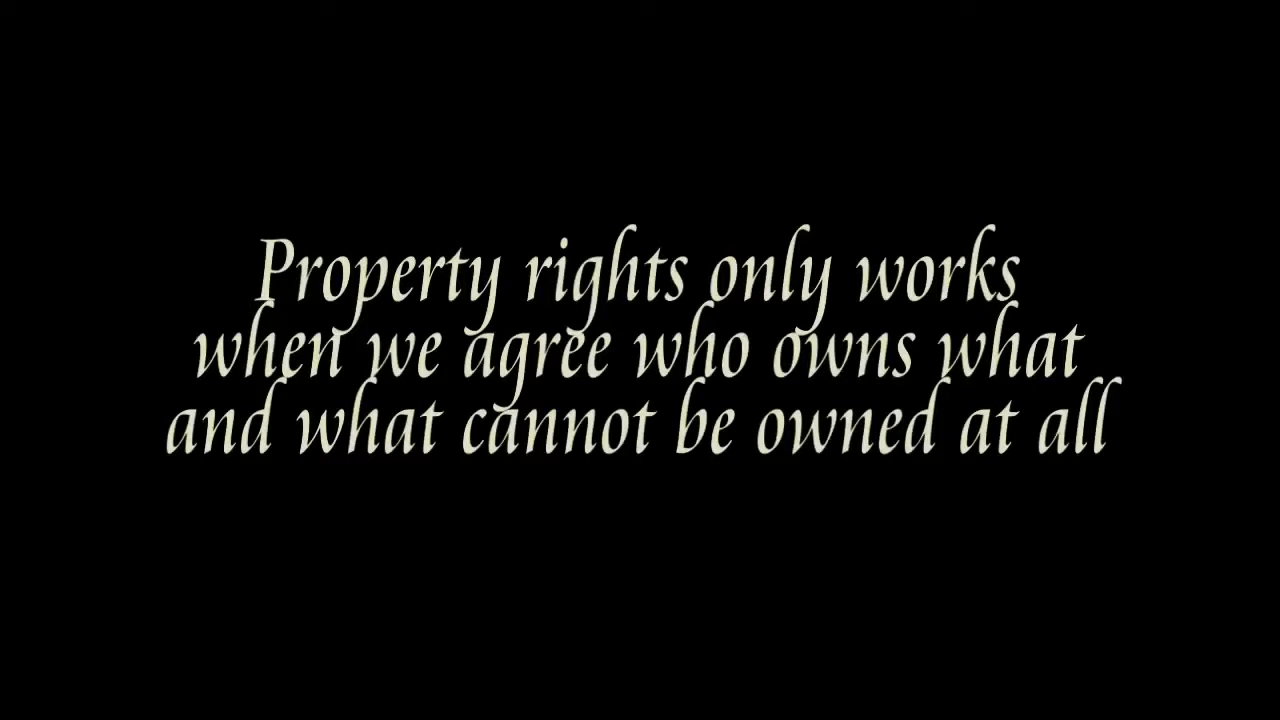 Property rights only works
when we agree who owns what
and what cannot be owned at all